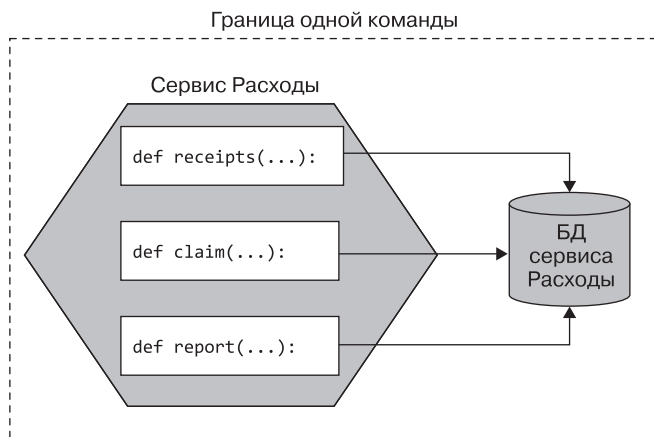 Граница одной команды
Сервис Расходы
def receipts(...):
def claim(...):
def report(...):
БД
сервиса
Расходы